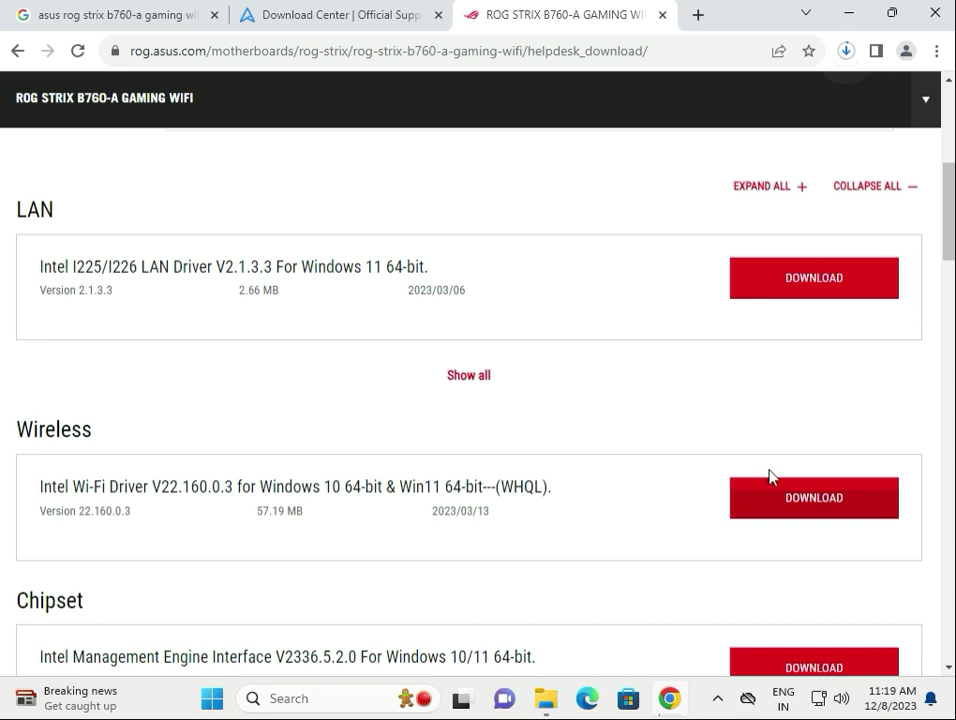 asus rog strix b760-a gaming wi
Download Center | Official Supp
ROG STRIX B760-A GAMING WI
rog.asus.com/motherboards/rog-strix/rog-strix-b760-a-gaming-wifi/helpdesk_download/
ROG STRIX B760-A GAMING WIFI
EXPAND ALL +
COLLAPSE ALL −
LAN
Intel I225/I226 LAN Driver V2.1.3.3 For Windows 11 64-bit.
Version 2.1.3.3 2.66 MB 2023/03/06
DOWNLOAD
Show all
Wireless
Intel Wi-Fi Driver V22.160.0.3 for Windows 10 64-bit & Win11 64-bit---(WHQL).
Version 22.160.0.3 57.19 MB 2023/03/13
DOWNLOAD
Chipset
Intel Management Engine Interface V2336.5.2.0 For Windows 10/11 64-bit.
DOWNLOAD
Breaking news
Get caught up
Search
ENG
IN
11:19 AM
12/8/2023